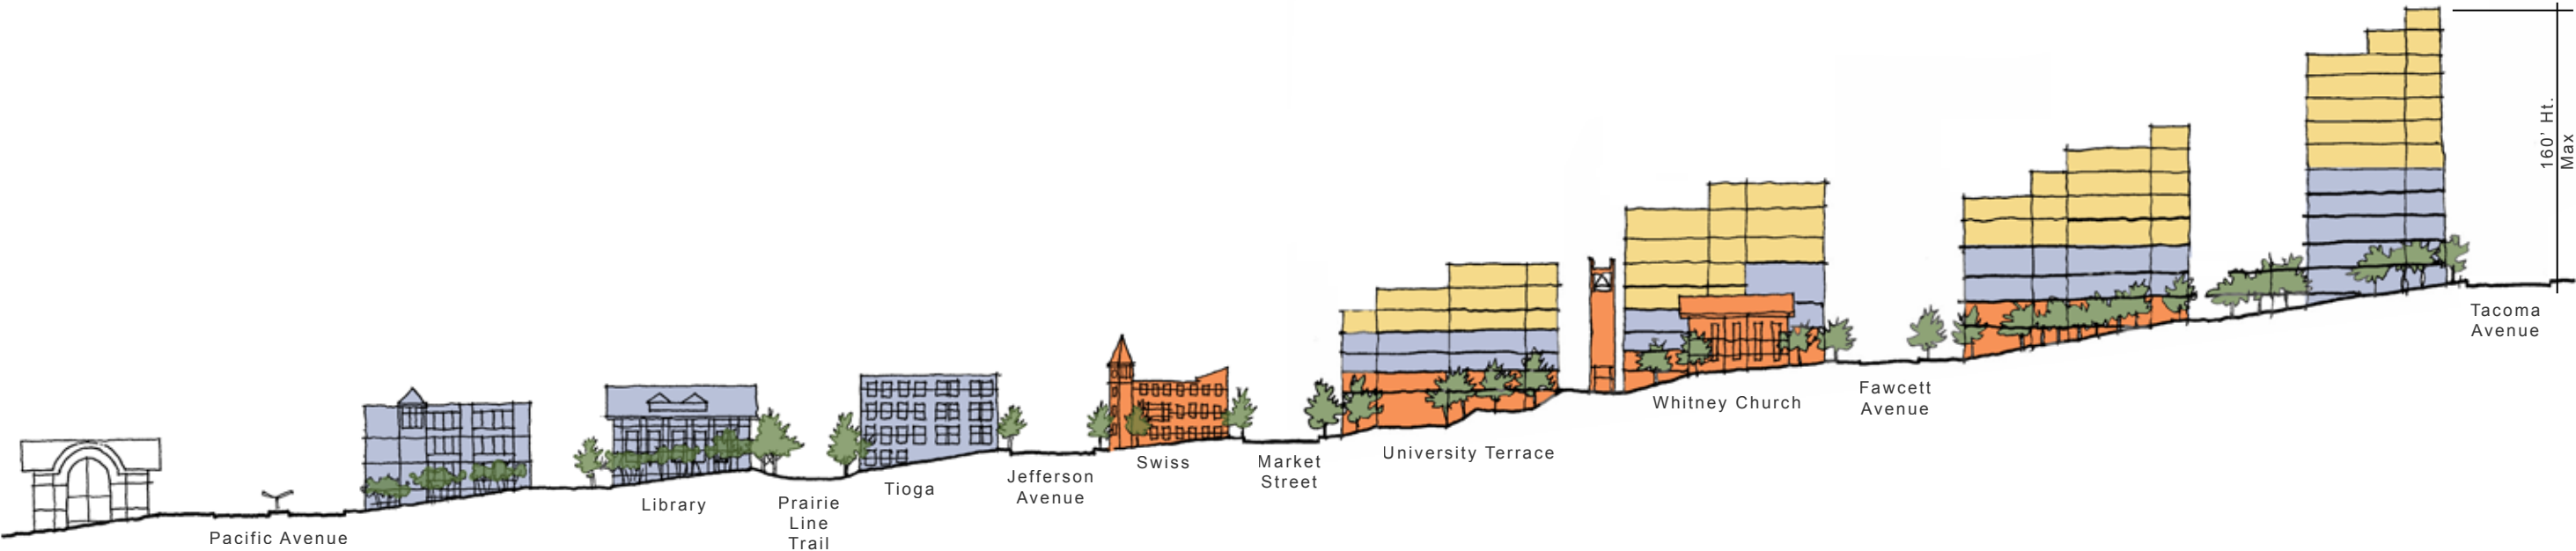 160' Ht.
Max
Tacoma
Avenue
Fawcett
Avenue
Whitney Church
University Terrace
Market
Street
Swiss
Jefferson
Avenue
Tioga
Prairie
Line
Trail
Library
Pacific Avenue